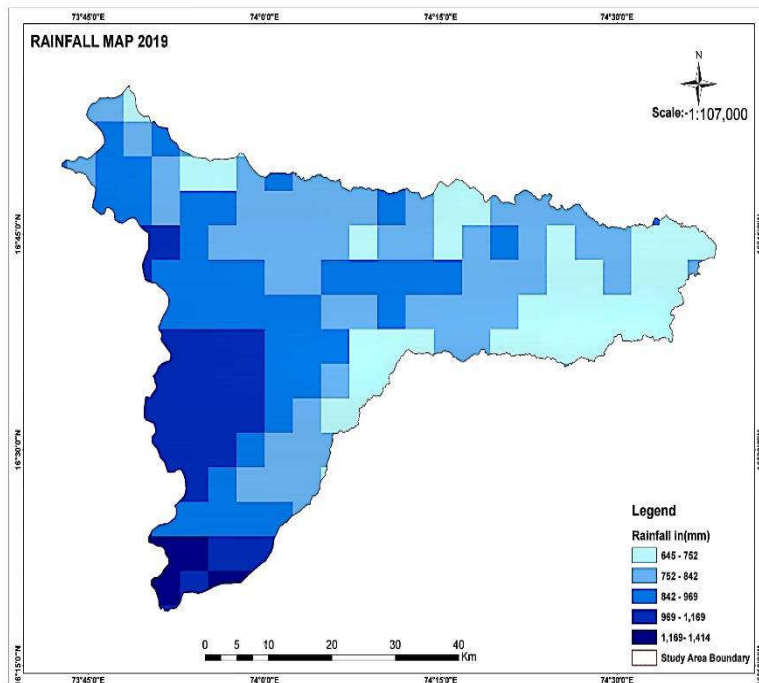 73°45'0"E 74°0'0"E 74°15'0"E 74°30'0"E
RAINFALL MAP 2019
N
Scale:-1:107,000
16°45'0"N
16°30'0"N
16°15'0"N
Legend
Rainfall in(mm)
645 - 752
752 - 842
842 - 969
969 - 1,169
1,169- 1,414
Study Area Boundary
0 5 10 20 30 40
Km
73°45'0"E 74°0'0"E 74°15'0"E 74°30'0"E